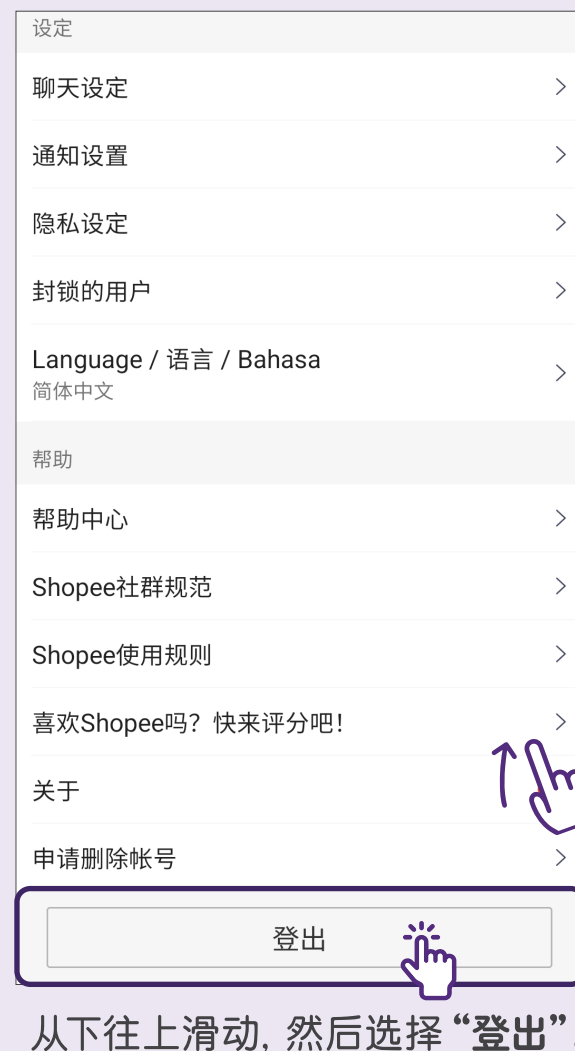 设定
聊天设定
通知设置
隐私设定
封锁的用户
Language / 语言 / Bahasa
简体中文
帮助
帮助中心
Shopee社群规范
Shopee使用规则
喜欢Shopee吗？快来评分吧！
关于
申请删除帐号
登出
从下往上滑动, 然后选择“登出”